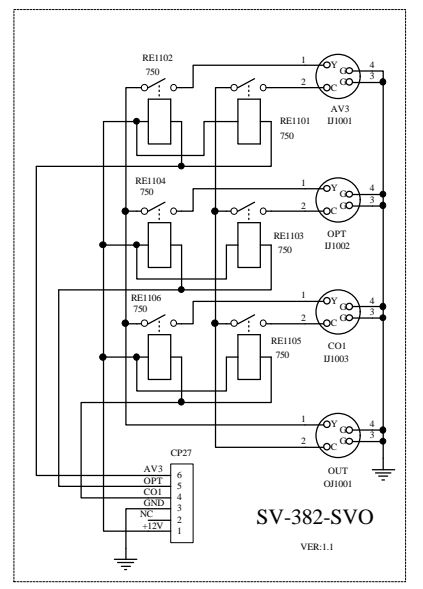 RE1102
750
1 Y G 4
G 3
2 C
AV3
IJ1001
RE1101
750
RE1104
750
1 Y G 4
G 3
2 C
OPT
IJ1002
RE1103
750
RE1106
750
1 Y G 4
G 3
2 C
CO1
IJ1003
RE1105
750
1 Y G 4
G 3
2 C
OUT
OJ1001
CP27
AV3 6
OPT 5
CO1 4
GND 3
NC 2
+12V 1
SV-382-SVO
VER:1.1